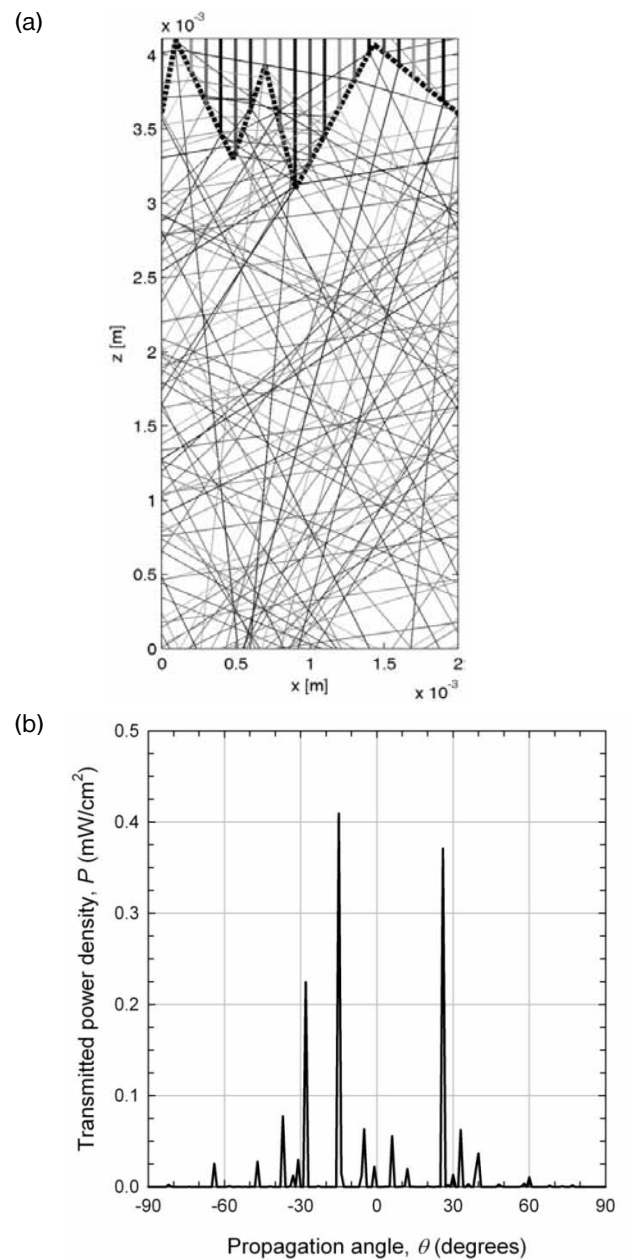 (a)
x 10⁻³
4
3.5
3
2.5
2
1.5
1
0.5
0
z [m]
0 0.5 1 1.5 2
x [m]
x 10⁻³
(b)
0.5
0.4
0.3
0.2
0.1
0.0
Transmitted power density, P (mW/cm²)
-90 -60 -30 0 30 60 90
Propagation angle, θ (degrees)